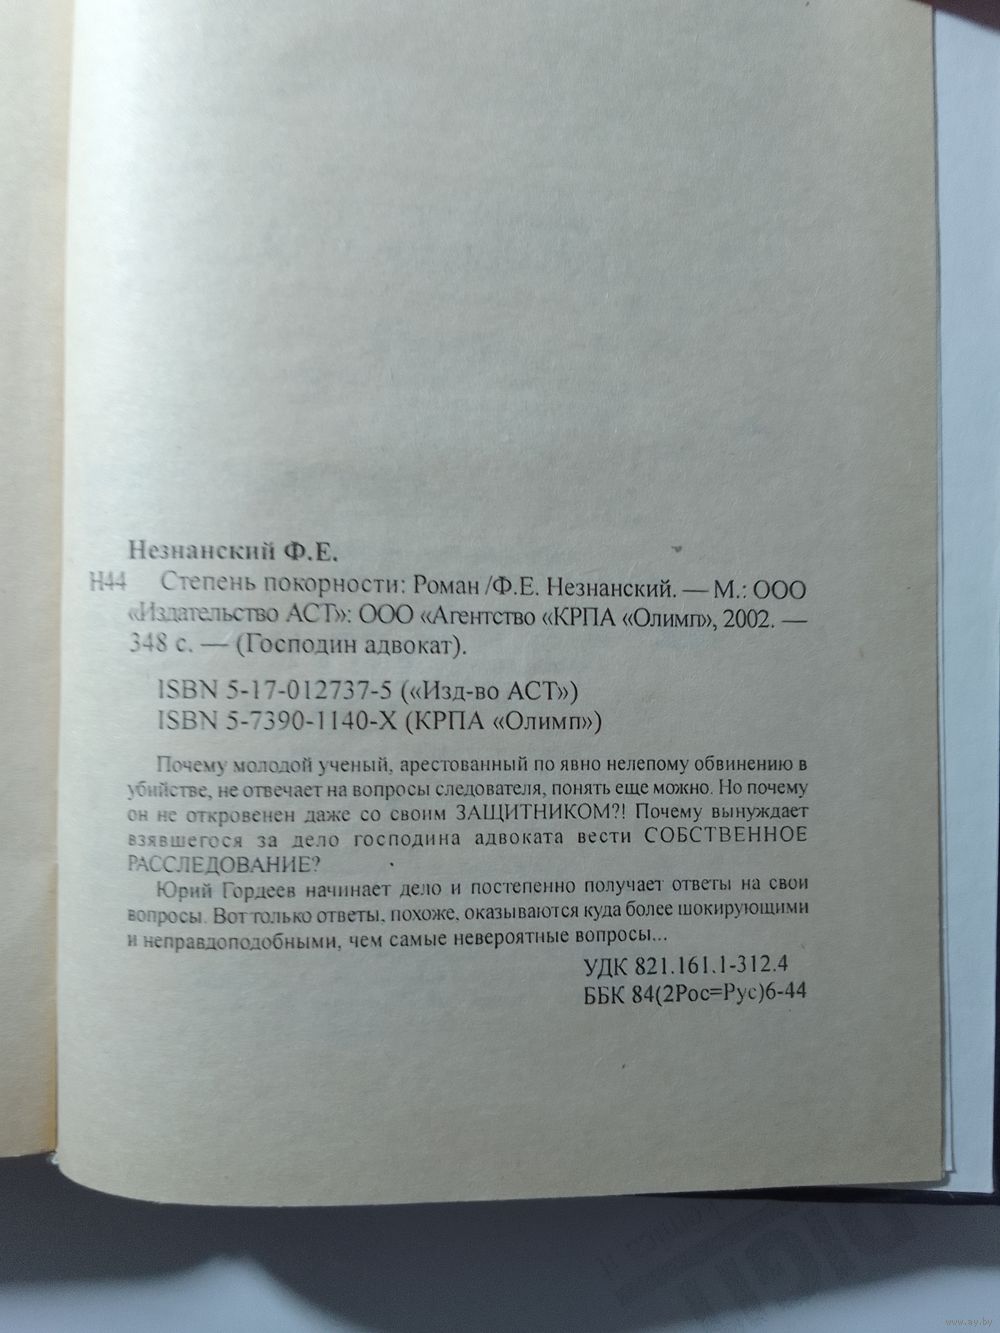 Незнанский Ф.Е.
Н44 Степень покорности: Роман /Ф.Е. Незнанский. — М.: ООО
«Издательство АСТ»: ООО «Агентство «КРПА «Олимп», 2002. —
348 с. — (Господин адвокат).
ISBN 5-17-012737-5 («Изд-во АСТ»)
ISBN 5-7390-1140-X (КРПА «Олимп»)
Почему молодой ученый, арестованный по явно нелепому обвинению в
убийстве, не отвечает на вопросы следователя, понять еще можно. Но почему
он не откровенен даже со своим ЗАЩИТНИКОМ?! Почему вынуждает
взявшегося за дело господина адвоката вести СОБСТВЕННОЕ
РАССЛЕДОВАНИЕ?
Юрий Гордеев начинает дело и постепенно получает ответы на свои
вопросы. Вот только ответы, похоже, оказываются куда более шокирующими
и неправдоподобными, чем самые невероятные вопросы...
УДК 821.161.1-312.4
ББК 84(2Рос=Рус)6-44
www.ay.by